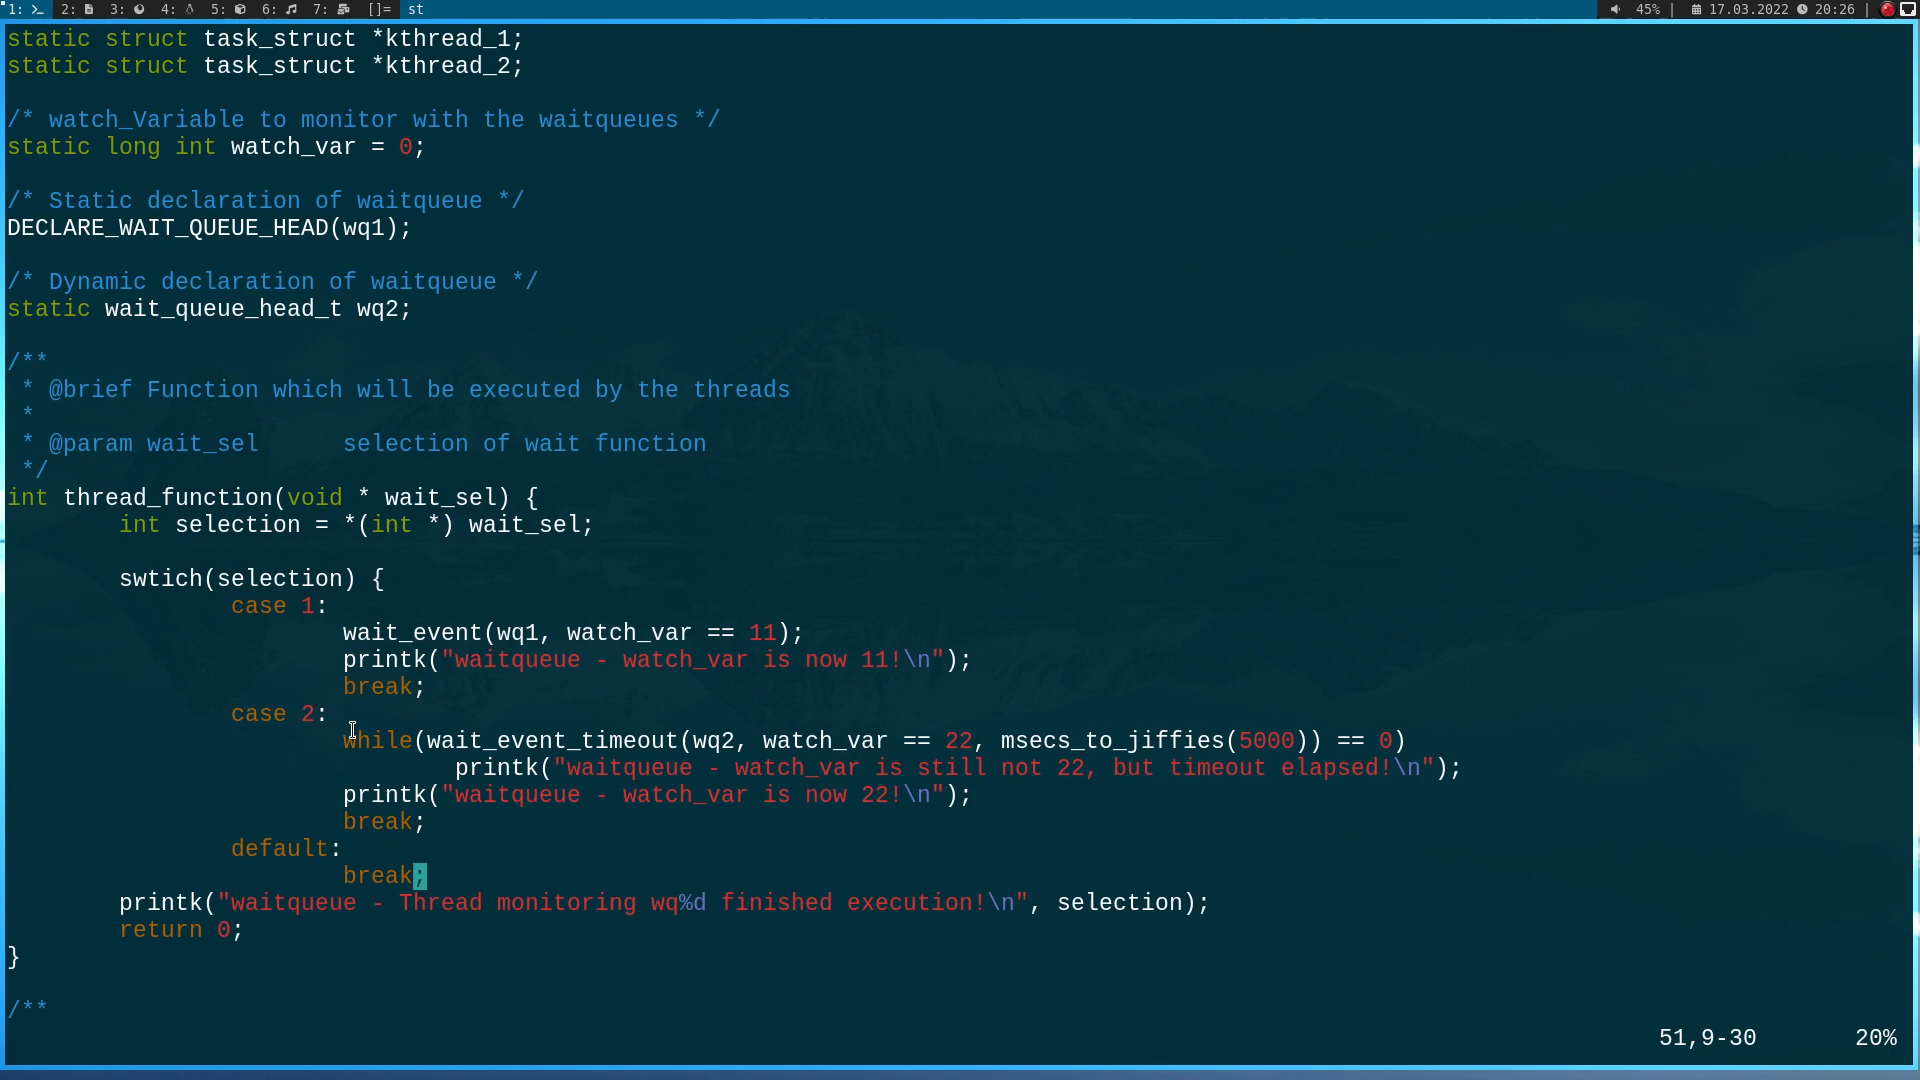 1: 2: 3: 4: 5: 6: 7: []= st 45% | 17.03.2022 20:26 |
static struct task_struct *kthread_1;
static struct task_struct *kthread_2;
/* watch_Variable to monitor with the waitqueues */
static long int watch_var = 0;
/* Static declaration of waitqueue */
DECLARE_WAIT_QUEUE_HEAD(wq1);
/* Dynamic declaration of waitqueue */
static wait_queue_head_t wq2;
/**
 * @brief Function which will be executed by the threads
 *
 * @param wait_sel      selection of wait function
 */
int thread_function(void * wait_sel) {
        int selection = *(int *) wait_sel;
        swtich(selection) {
                case 1:
                        wait_event(wq1, watch_var == 11);
                        printk("waitqueue - watch_var is now 11!\n");
                        break;
                case 2:
                        while(wait_event_timeout(wq2, watch_var == 22, msecs_to_jiffies(5000)) == 0)
                                printk("waitqueue - watch_var is still not 22, but timeout elapsed!\n");
                        printk("waitqueue - watch_var is now 22!\n");
                        break;
                default:
                        break;
        printk("waitqueue - Thread monitoring wq%d finished execution!\n", selection);
        return 0;
}
/**
51,9-30 20%